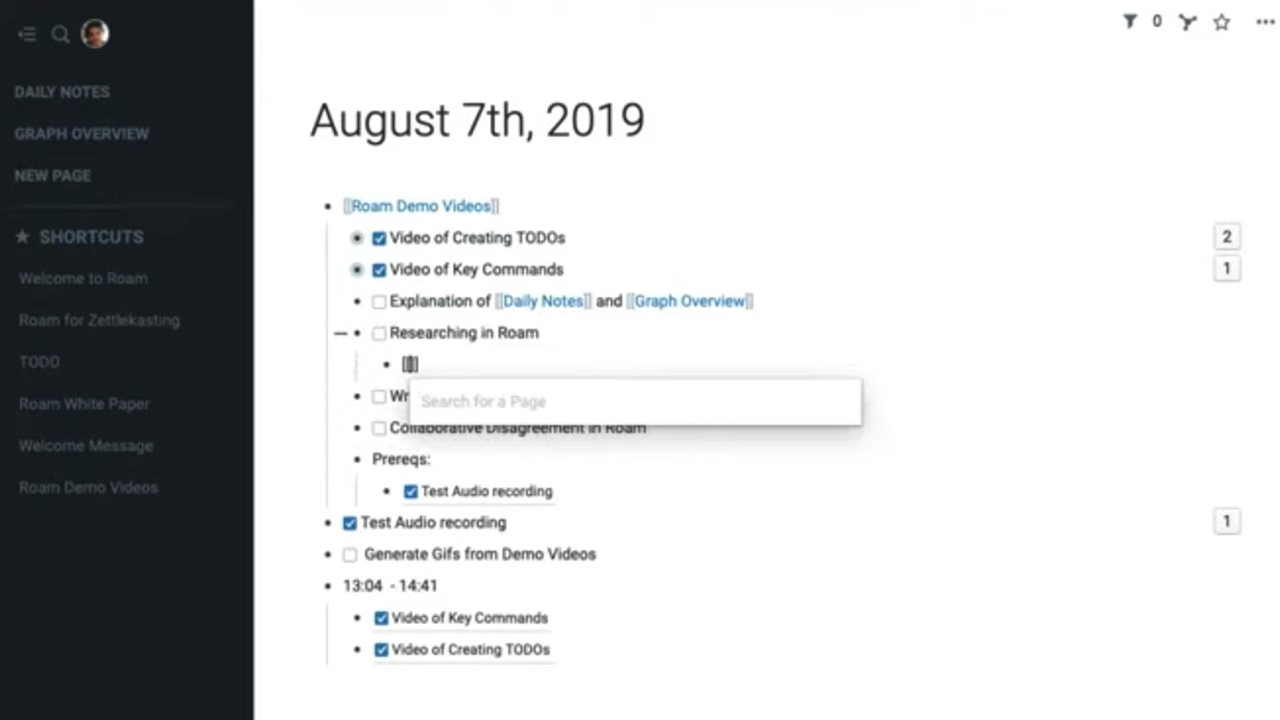 0
DAILY NOTES
GRAPH OVERVIEW
NEW PAGE
★ SHORTCUTS
Welcome to Roam
Roam for Zettlekasting
TODO
Roam White Paper
Welcome Message
Roam Demo Videos
August 7th, 2019
[[Roam Demo Videos]]
Video of Creating TODOs 2
Video of Key Commands 1
Explanation of [[Daily Notes]] and [[Graph Overview]]
Researching in Roam
[[]]
Search for a Page
Wr
Collaborative Disagreement in Roam
Prereqs:
Test Audio recording
Test Audio recording 1
Generate Gifs from Demo Videos
13:04 - 14:41
Video of Key Commands
Video of Creating TODOs